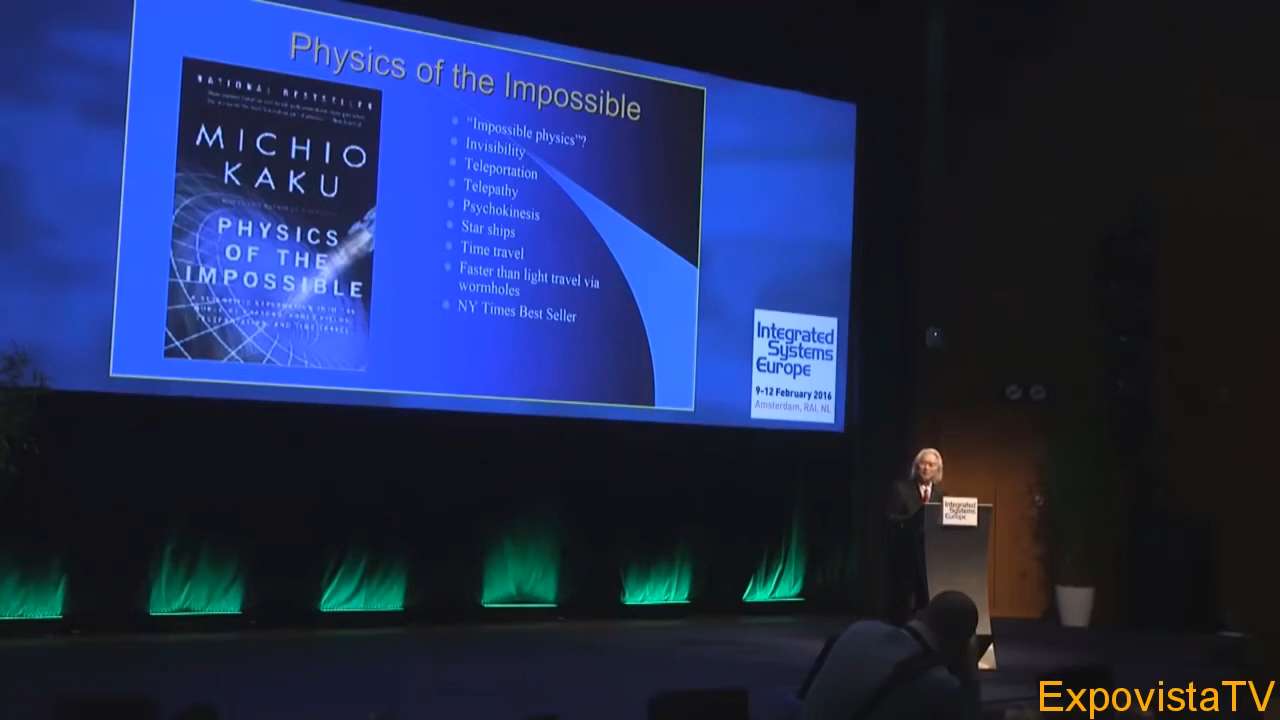 Physics of the Impossible
NATIONAL BESTSELLER
MICHIO
KAKU
PHYSICS
OF THE
IMPOSSIBLE
"Impossible physics"?
Invisibility
Teleportation
Telepathy
Psychokinesis
Star ships
Time travel
Faster than light travel via
wormholes
NY Times Best Seller
Integrated
Systems
Europe
9-12 February 2016
Amsterdam, RAI, NL
Integrated
Systems
Europe
ExpovistaTV